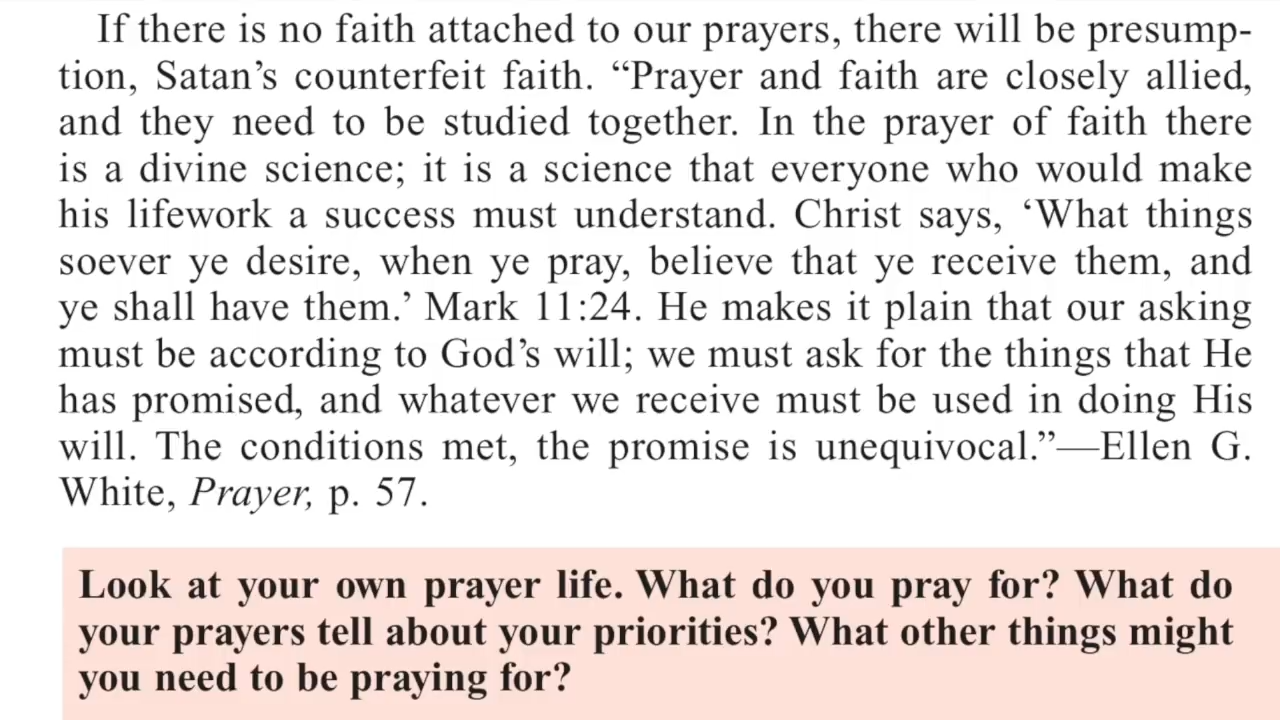 If there is no faith attached to our prayers, there will be presump-
tion, Satan’s counterfeit faith. “Prayer and faith are closely allied,
and they need to be studied together. In the prayer of faith there
is a divine science; it is a science that everyone who would make
his lifework a success must understand. Christ says, ‘What things
soever ye desire, when ye pray, believe that ye receive them, and
ye shall have them.’ Mark 11:24. He makes it plain that our asking
must be according to God’s will; we must ask for the things that He
has promised, and whatever we receive must be used in doing His
will. The conditions met, the promise is unequivocal.”—Ellen G.
White, Prayer, p. 57.
Look at your own prayer life. What do you pray for? What do
your prayers tell about your priorities? What other things might
you need to be praying for?